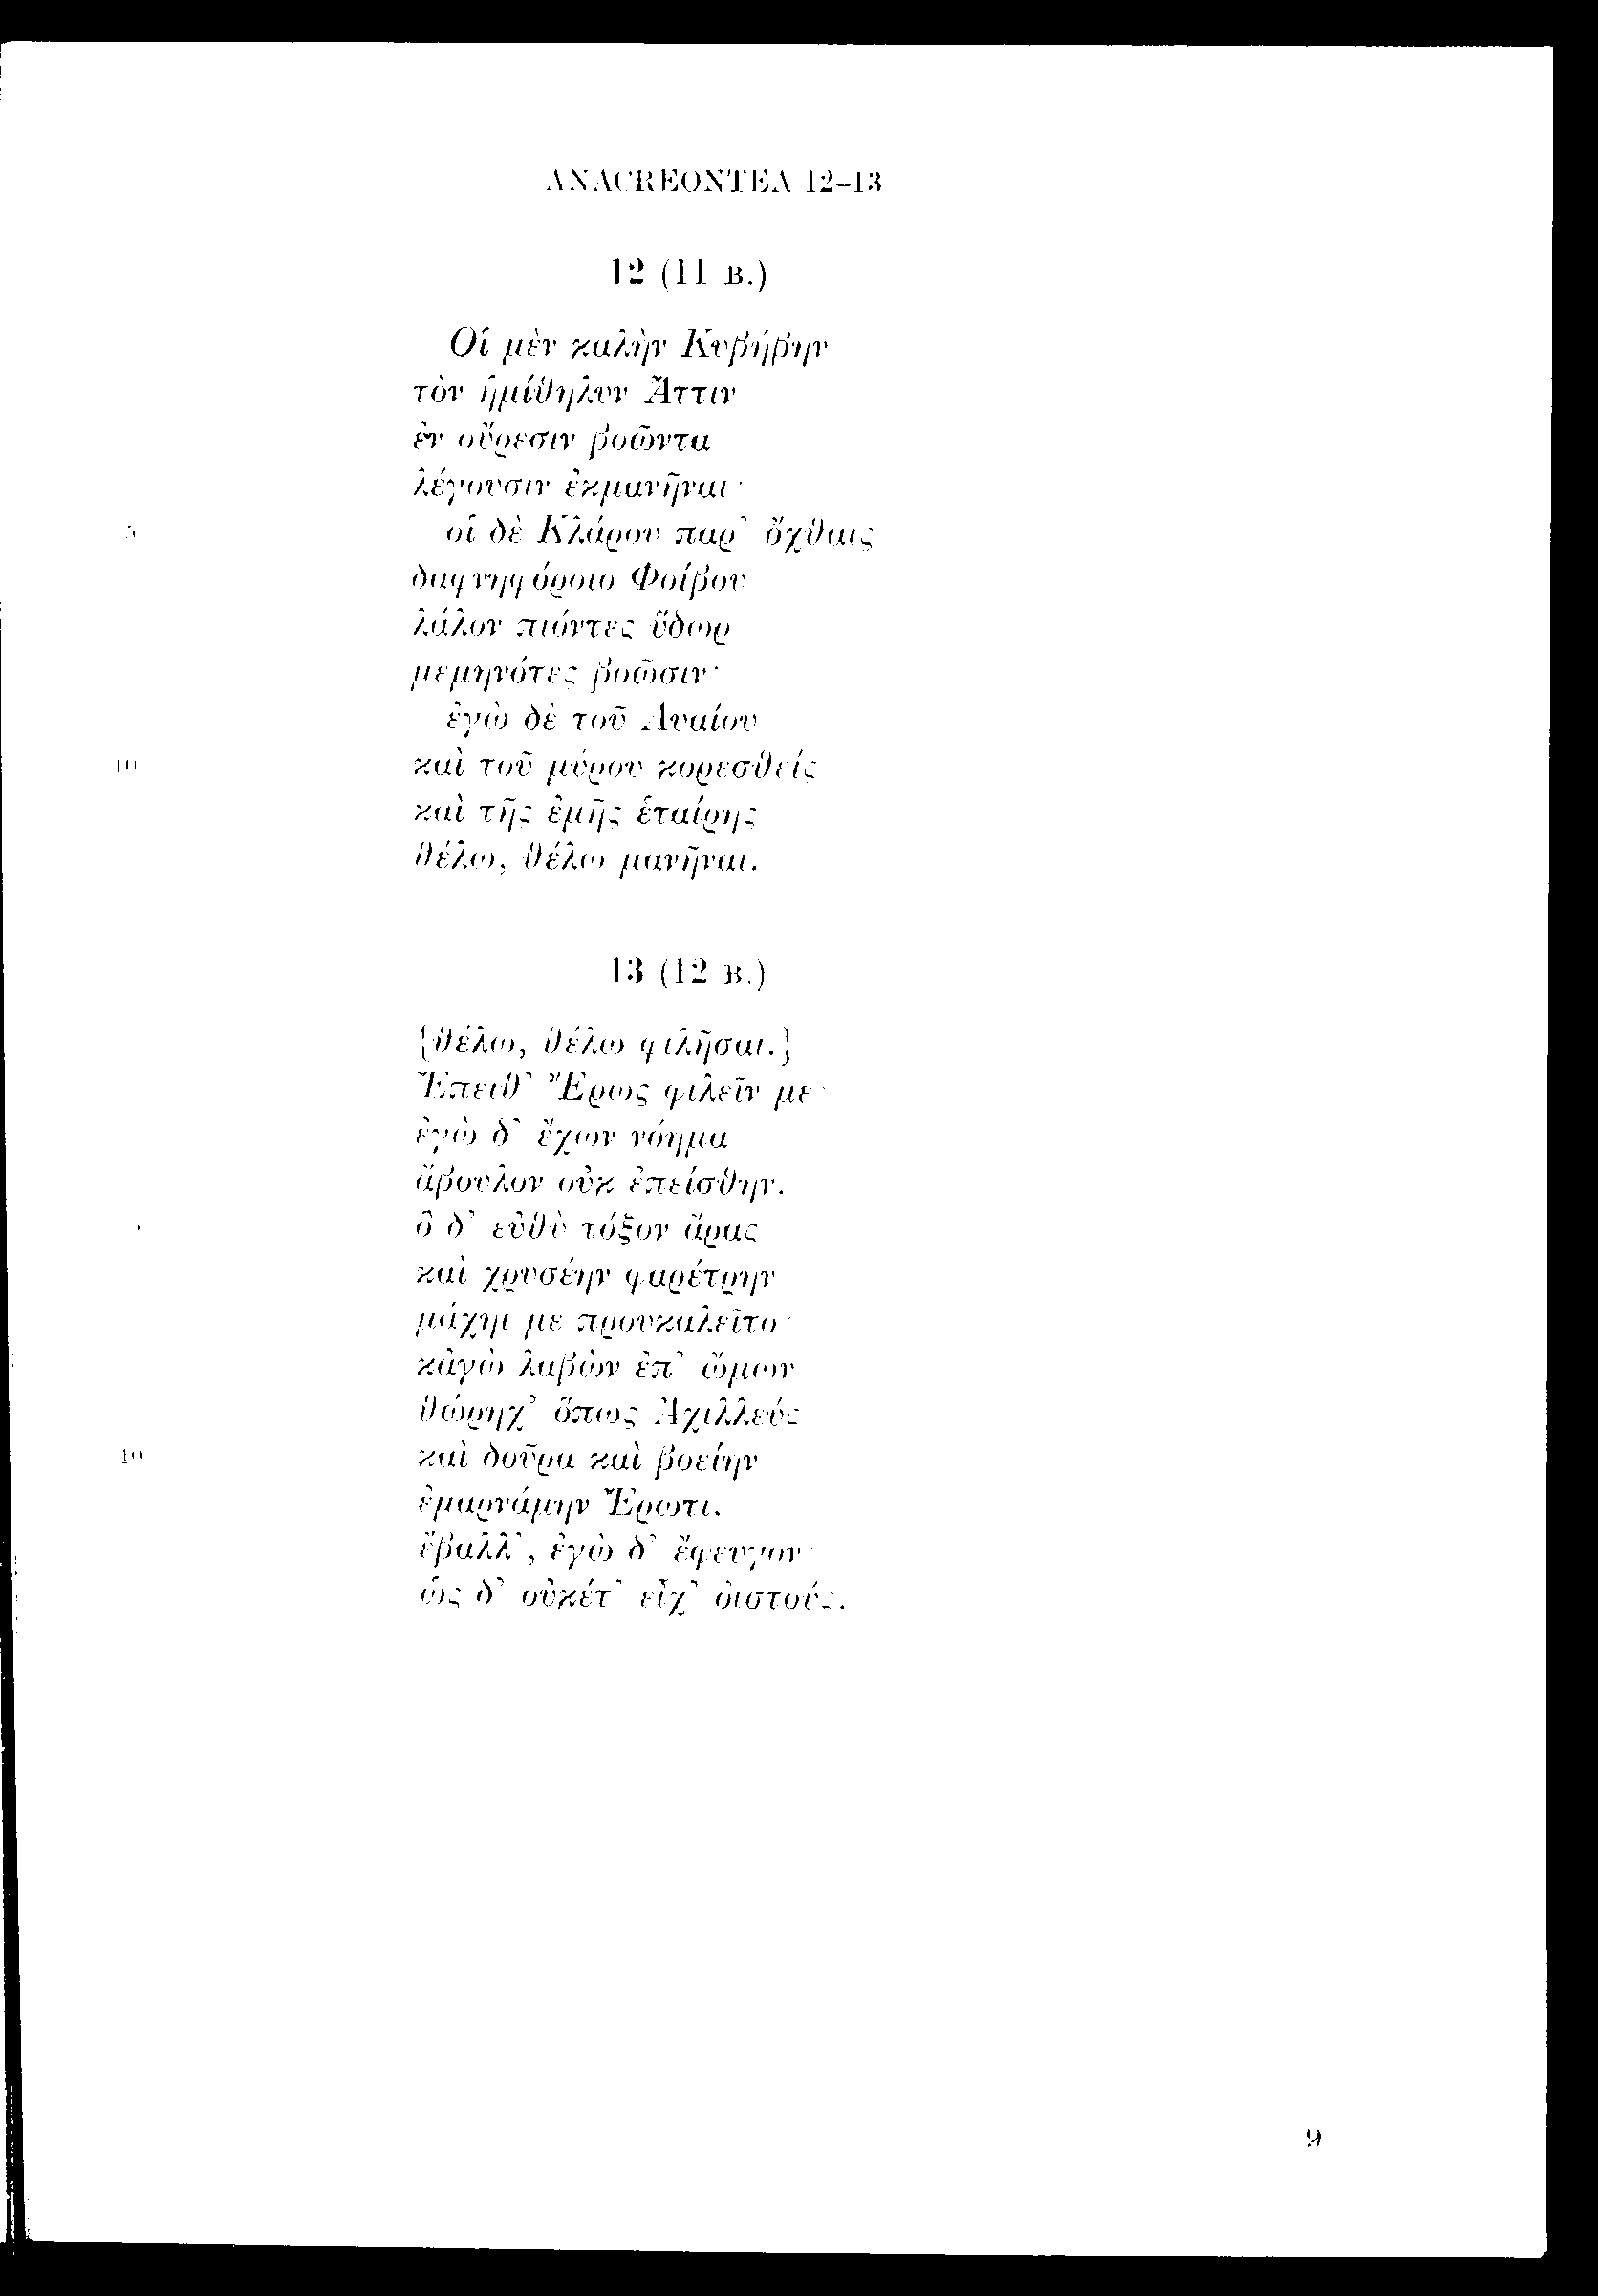 ANACREONTEA 12–13
12 (11 B.)
Οἱ μὲν καλὴν Κυβήβην
τὸν ἡμίθηλυν Ἄττιν
ἐν οὔρεσιν βοῶντα
λέγουσιν ἐκμανῆναι·
5 οἱ δὲ Κλάρου παρ᾽ ὄχθαις
δαφνηφόροιο Φοίβου
λάλον πιόντες ὕδωρ
μεμηνότες βοῶσιν·
ἐγὼ δὲ τοῦ Λυαίου
10 καὶ τοῦ μύρου κορεσθεὶς
καὶ τῆς ἐμῆς ἑταίρης
θέλω, θέλω μανῆναι.
13 (12 B.)
{θέλω, θέλω φιλῆσαι.}
Ἔπειθ᾽ Ἔρως φιλεῖν με·
ἐγὼ δ᾽ ἔχων νόημα
ἄβουλον οὐκ ἐπείσθην.
ὃ δ᾽ εὐθὺ τόξον ἄρας
καὶ χρυσέην φαρέτρην
μάχηι με προυκαλεῖτο·
κἀγὼ λαβὼν ἐπ᾽ ὤμων
θώρηχ᾽ ὅπως Ἀχιλλεύς
10 καὶ δοῦρα καὶ βοείην
ἐμαρνάμην Ἔρωτι.
ἔβαλλ᾽, ἐγὼ δ᾽ ἔφευγον·
ὡς δ᾽ οὐκέτ᾽ εἶχ᾽ ὀιστούς.
9